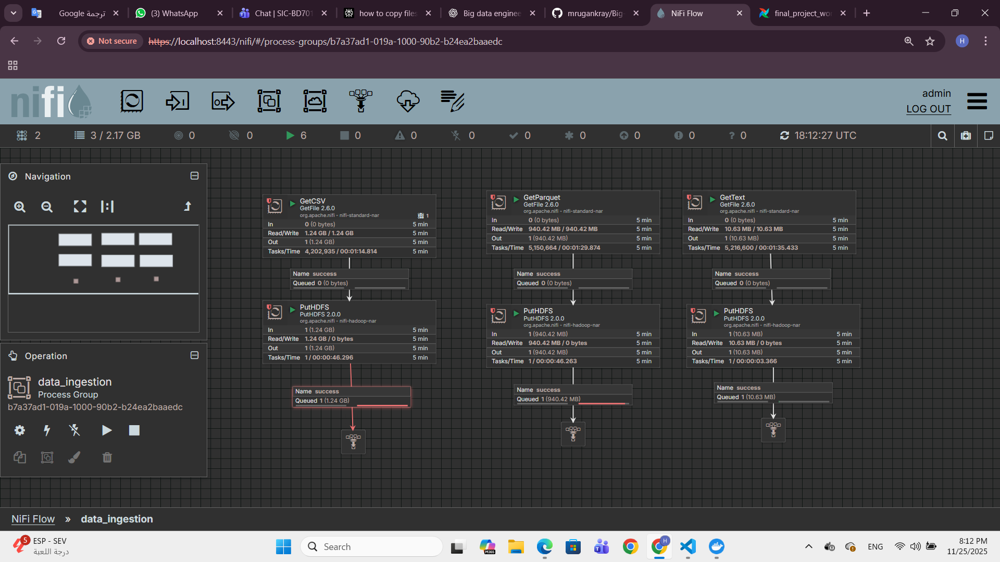 ترجمة Google
(3) WhatsApp
Chat | SIC-BD701
how to copy files
Big data enginee
mrugankray/Big-
NiFi Flow
final_project_wo
Not secure
https://localhost:8443/nifi/#/process-groups/b7a37ad1-019a-1000-90b2-b24ea2baaedc
H
nifi
admin
LOG OUT
2
3 / 2.17 GB
0
0
6
0
0
0
0
0
0
0
? 0
18:12:27 UTC
Navigation
GetCSV
GetFile 2.6.0
org.apache.nifi - nifi-standard-nar
1
In 0 (0 bytes) 5 min
Read/Write 1.24 GB / 1.24 GB 5 min
Out 1 (1.24 GB) 5 min
Tasks/Time 4,202,935 / 00:01:14.814 5 min
Name success
Queued 0 (0 bytes)
PutHDFS
PutHDFS 2.0.0
org.apache.nifi - nifi-hadoop-nar
In 1 (1.24 GB) 5 min
Read/Write 1.24 GB / 0 bytes 5 min
Out 1 (1.24 GB) 5 min
Tasks/Time 1 / 00:00:46.296 5 min
Name success
Queued 1 (1.24 GB)
GetParquet
GetFile 2.6.0
org.apache.nifi - nifi-standard-nar
In 0 (0 bytes) 5 min
Read/Write 940.42 MB / 940.42 MB 5 min
Out 1 (940.42 MB) 5 min
Tasks/Time 5,150,664 / 00:01:29.874 5 min
Name success
Queued 0 (0 bytes)
PutHDFS
PutHDFS 2.0.0
org.apache.nifi - nifi-hadoop-nar
In 1 (940.42 MB) 5 min
Read/Write 940.42 MB / 0 bytes 5 min
Out 1 (940.42 MB) 5 min
Tasks/Time 1 / 00:00:46.263 5 min
Name success
Queued 1 (940.42 MB)
GetText
GetFile 2.6.0
org.apache.nifi - nifi-standard-nar
In 0 (0 bytes) 5 min
Read/Write 10.63 MB / 10.63 MB 5 min
Out 1 (10.63 MB) 5 min
Tasks/Time 5,216,600 / 00:01:35.433 5 min
Name success
Queued 0 (0 bytes)
PutHDFS
PutHDFS 2.0.0
org.apache.nifi - nifi-hadoop-nar
In 1 (10.63 MB) 5 min
Read/Write 10.63 MB / 0 bytes 5 min
Out 1 (10.63 MB) 5 min
Tasks/Time 1 / 00:00:03.366 5 min
Name success
Queued 1 (10.63 MB)
Operation
data_ingestion
Process Group
b7a37ad1-019a-1000-90b2-b24ea2baaedc
NiFi Flow » data_ingestion
5
ESP - SEV
درجة اللعبة
Search
M365
H
ENG
8:12 PM
11/25/2025